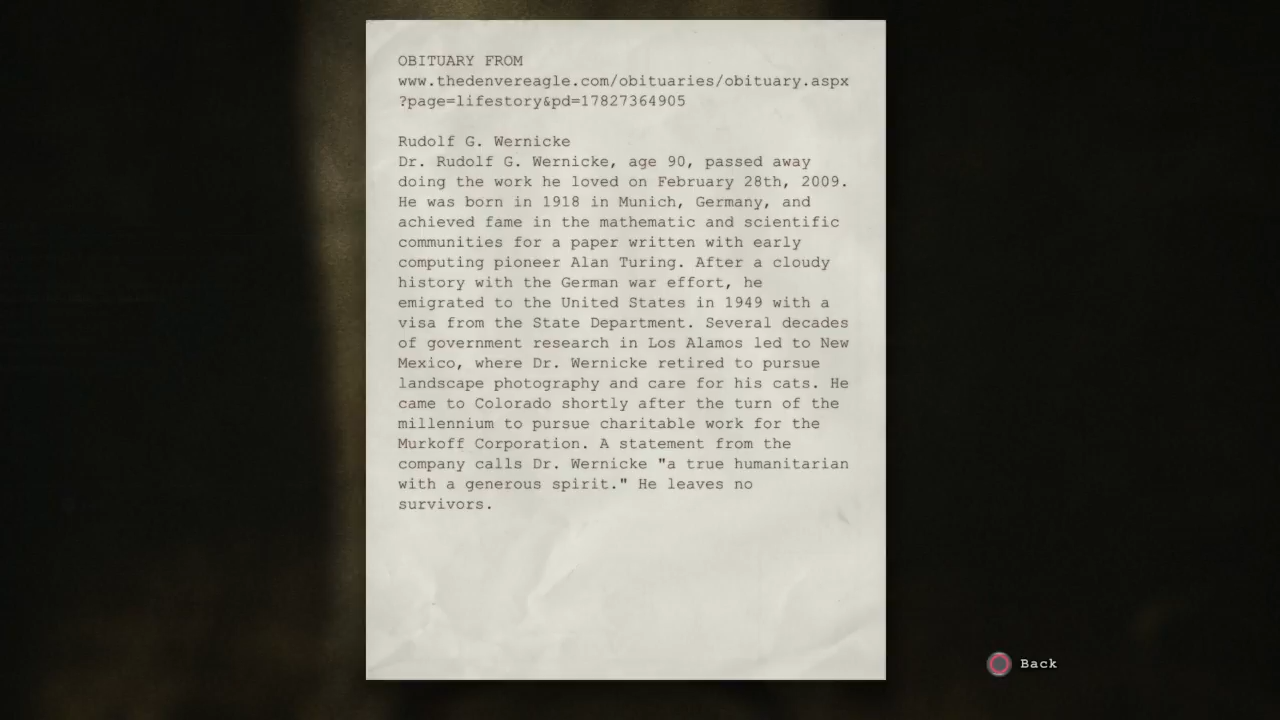 OBITUARY FROM
www.thedenvereagle.com/obituaries/obituary.aspx
?page=lifestory&pd=17827364905
Rudolf G. Wernicke
Dr. Rudolf G. Wernicke, age 90, passed away
doing the work he loved on February 28th, 2009.
He was born in 1918 in Munich, Germany, and
achieved fame in the mathematic and scientific
communities for a paper written with early
computing pioneer Alan Turing. After a cloudy
history with the German war effort, he
emigrated to the United States in 1949 with a
visa from the State Department. Several decades
of government research in Los Alamos led to New
Mexico, where Dr. Wernicke retired to pursue
landscape photography and care for his cats. He
came to Colorado shortly after the turn of the
millennium to pursue charitable work for the
Murkoff Corporation. A statement from the
company calls Dr. Wernicke "a true humanitarian
with a generous spirit." He leaves no
survivors.
Back